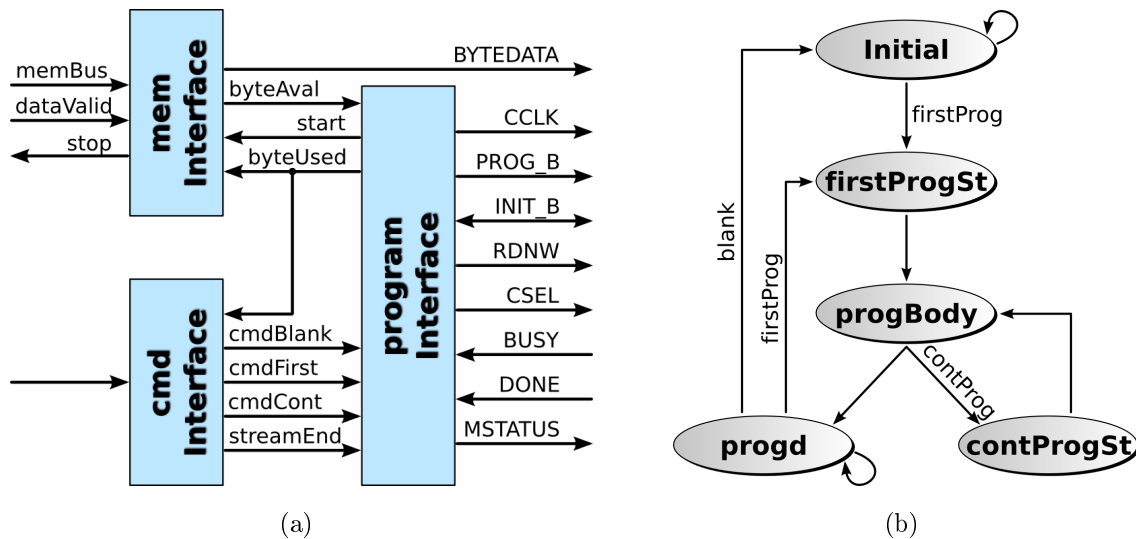 memBus
dataValid
stop
mem Interface
BYTEDATA
byteAval
start
byteUsed
cmd Interface
cmdBlank
cmdFirst
cmdCont
streamEnd
program Interface
CCLK
PROG_B
INIT_B
RDNW
CSEL
BUSY
DONE
MSTATUS
(a)
Initial
firstProg
firstProgSt
blank
firstProg
progBody
contProg
progd
contProgSt
(b)